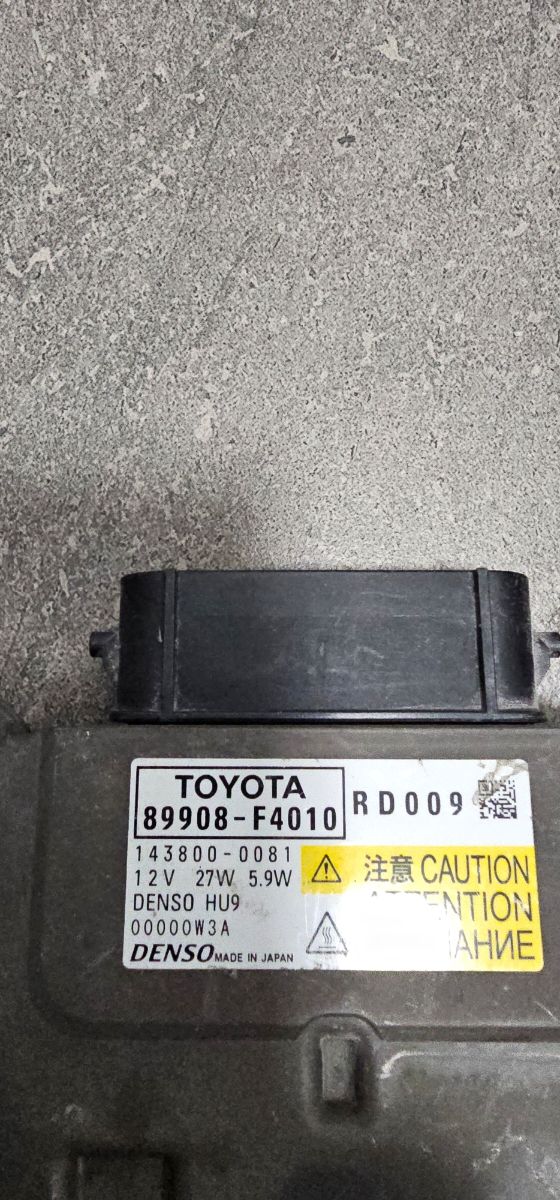 TOYOTA
89908-F4010
RD009
143800-0081
12V 27W 5.9W
DENSO HU9
00000W3A
DENSO MADE IN JAPAN
注意 CAUTION